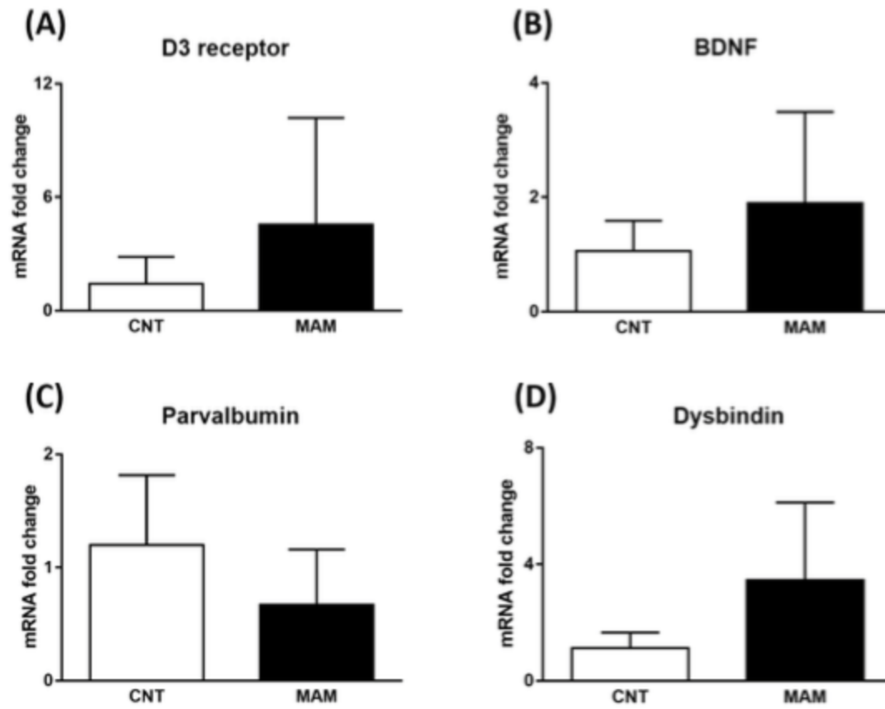 (A)
D3 receptor
mRNA fold change
12
6
0
CNT MAM
(B)
BDNF
mRNA fold change
4
2
0
CNT MAM
(C)
Parvalbumin
mRNA fold change
2
1
0
CNT MAM
(D)
Dysbindin
mRNA fold change
8
4
0
CNT MAM